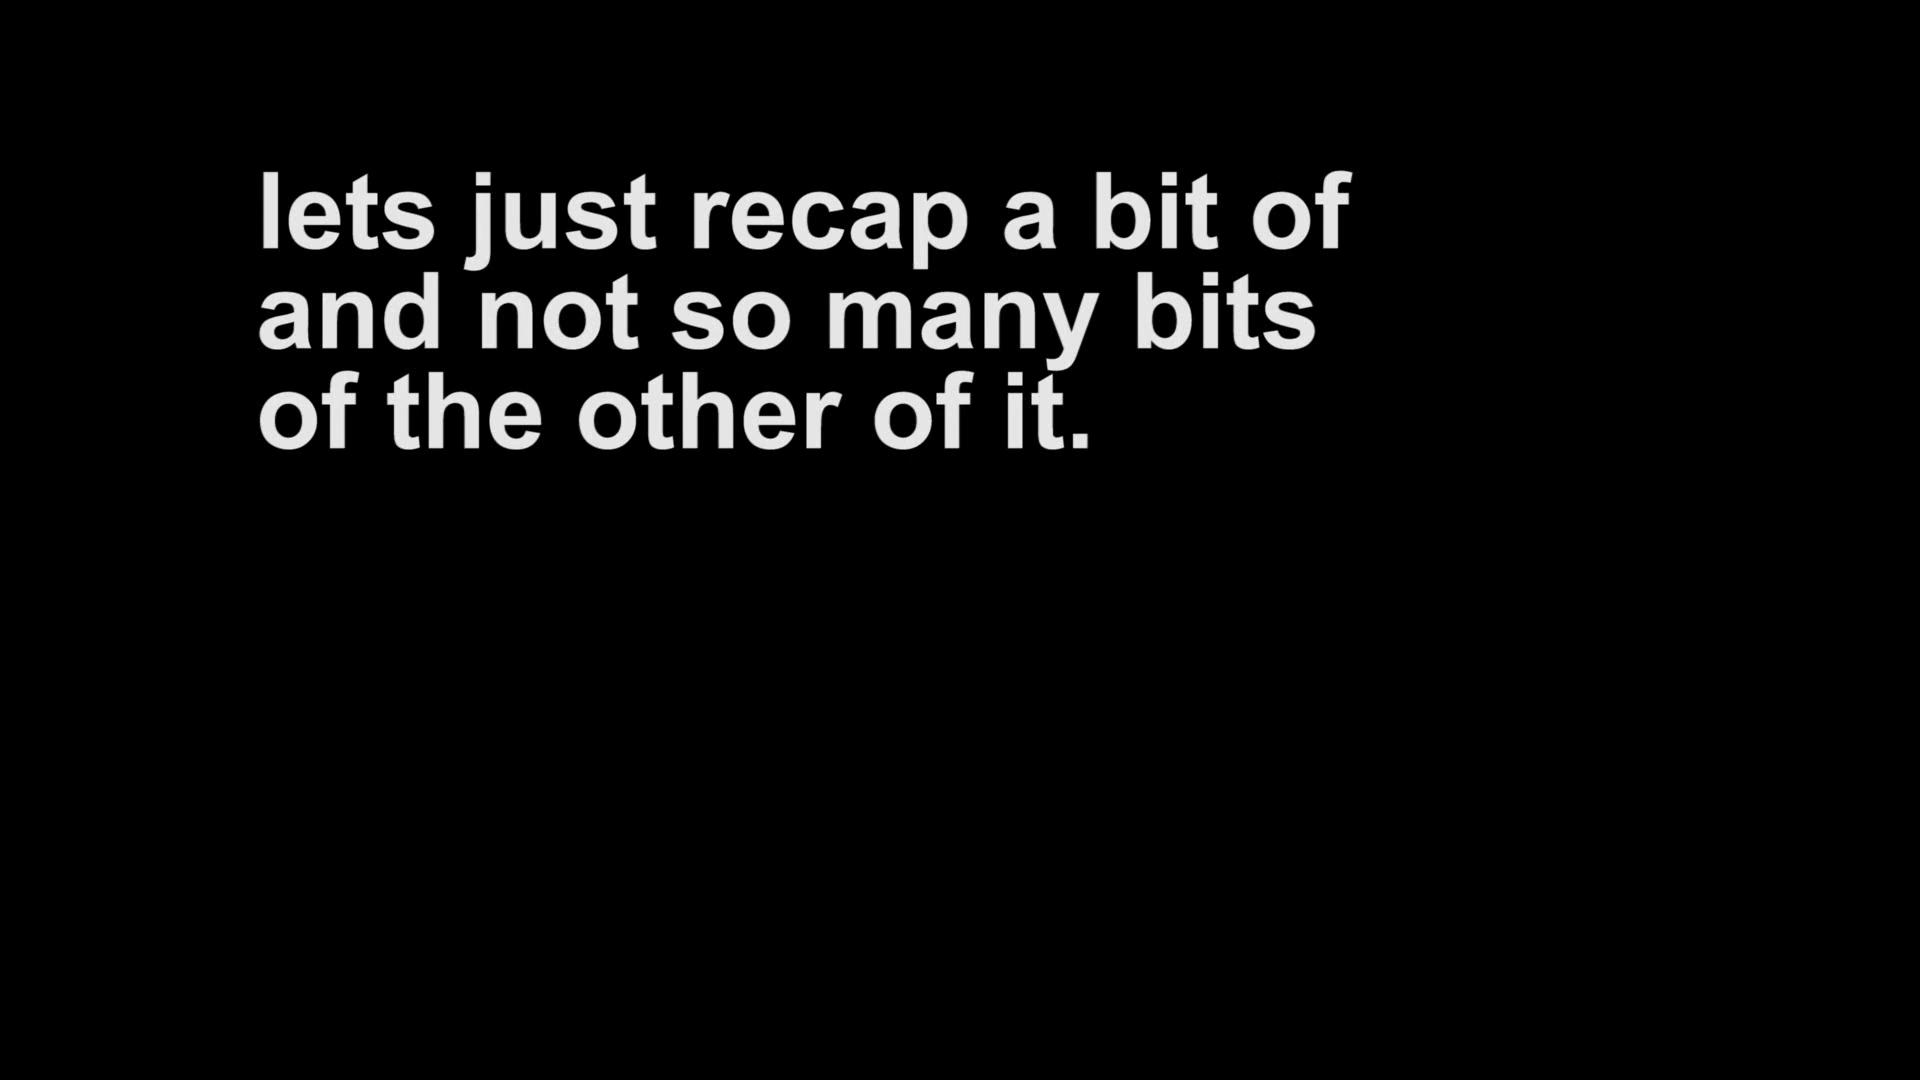 lets just recap a bit of
and not so many bits
of the other of it.